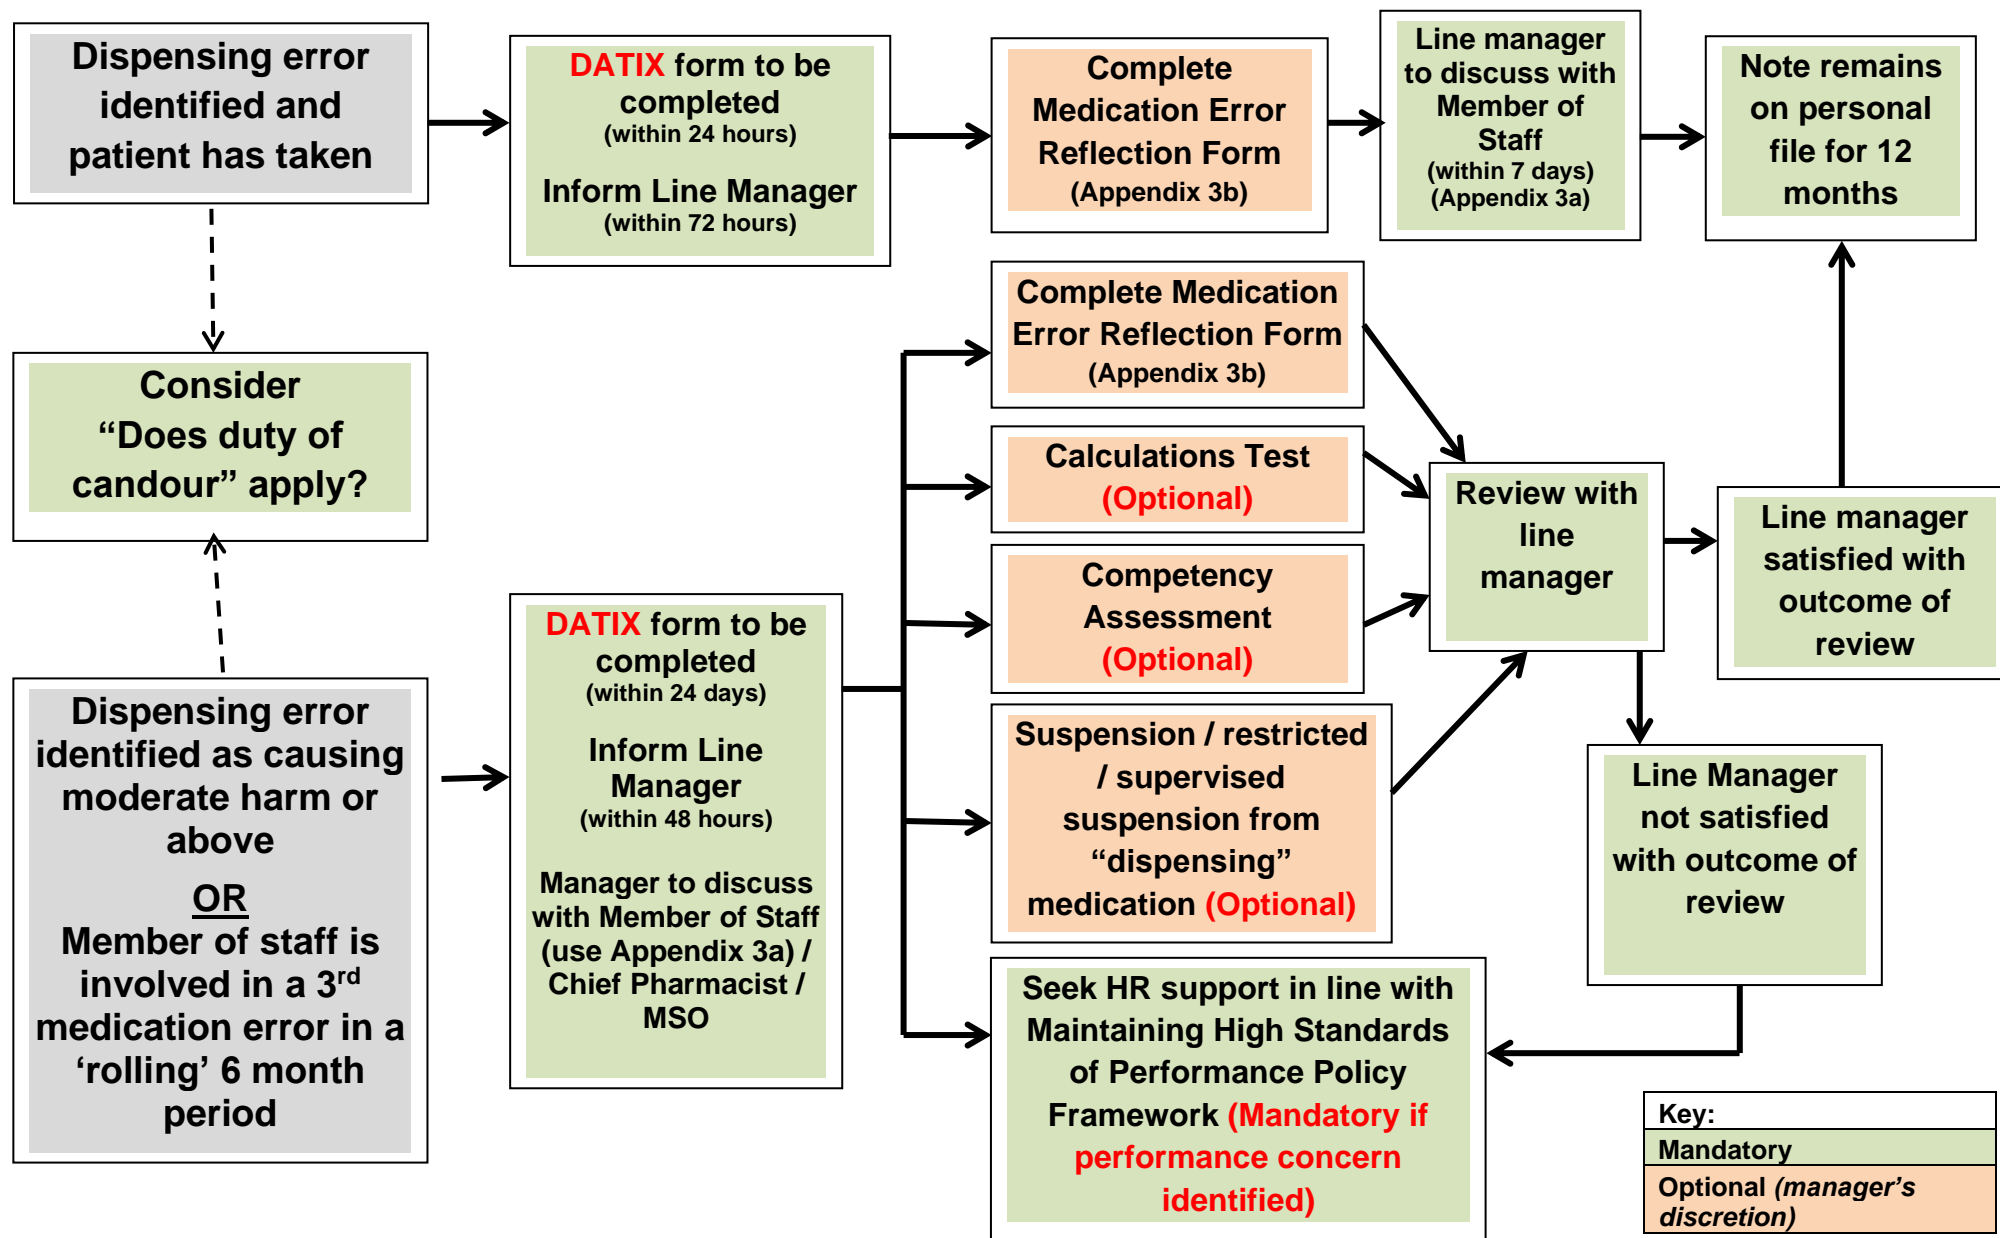 Dispensing error
identified and
patient has taken
DATIX form to be
completed
(within 24 hours)
Inform Line Manager
(within 72 hours)
Complete
Medication Error
Reflection Form
(Appendix 3b)
Line manager
to discuss with
Member of
Staff
(within 7 days)
(Appendix 3a)
Note remains
on personal
file for 12
months
Consider
“Does duty of
candour” apply?
Complete Medication
Error Reflection Form
(Appendix 3b)
Calculations Test
(Optional)
Competency
Assessment
(Optional)
Suspension / restricted
/ supervised
suspension from
“dispensing”
medication (Optional)
Review with
line
manager
Line manager
satisfied with
outcome of
review
Dispensing error
identified as causing
moderate harm or
above
OR
Member of staff is
involved in a 3rd
medication error in a
‘rolling’ 6 month
period
DATIX form to be
completed
(within 24 days)
Inform Line
Manager
(within 48 hours)
Manager to discuss
with Member of Staff
(use Appendix 3a) /
Chief Pharmacist /
MSO
Line Manager
not satisfied
with outcome of
review
Seek HR support in line with
Maintaining High Standards
of Performance Policy
Framework (Mandatory if
performance concern
identified)
Key:
Mandatory
Optional (manager’s
discretion)